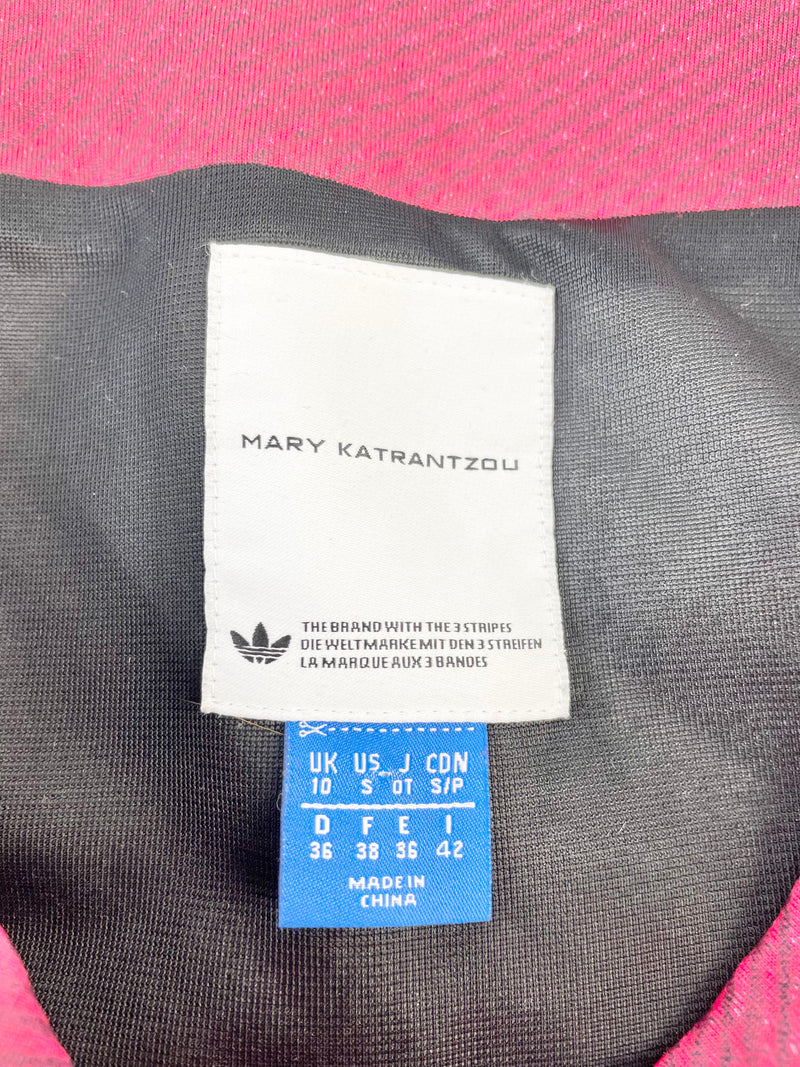 MARY KATRANTZOU
THE BRAND WITH THE 3 STRIPES
DIE WELTMARKE MIT DEN 3 STREIFEN
LA MARQUE AUX 3 BANDES
UK US J CDN
10 S OT S/P
D F E I
36 38 36 42
MADE IN
CHINA